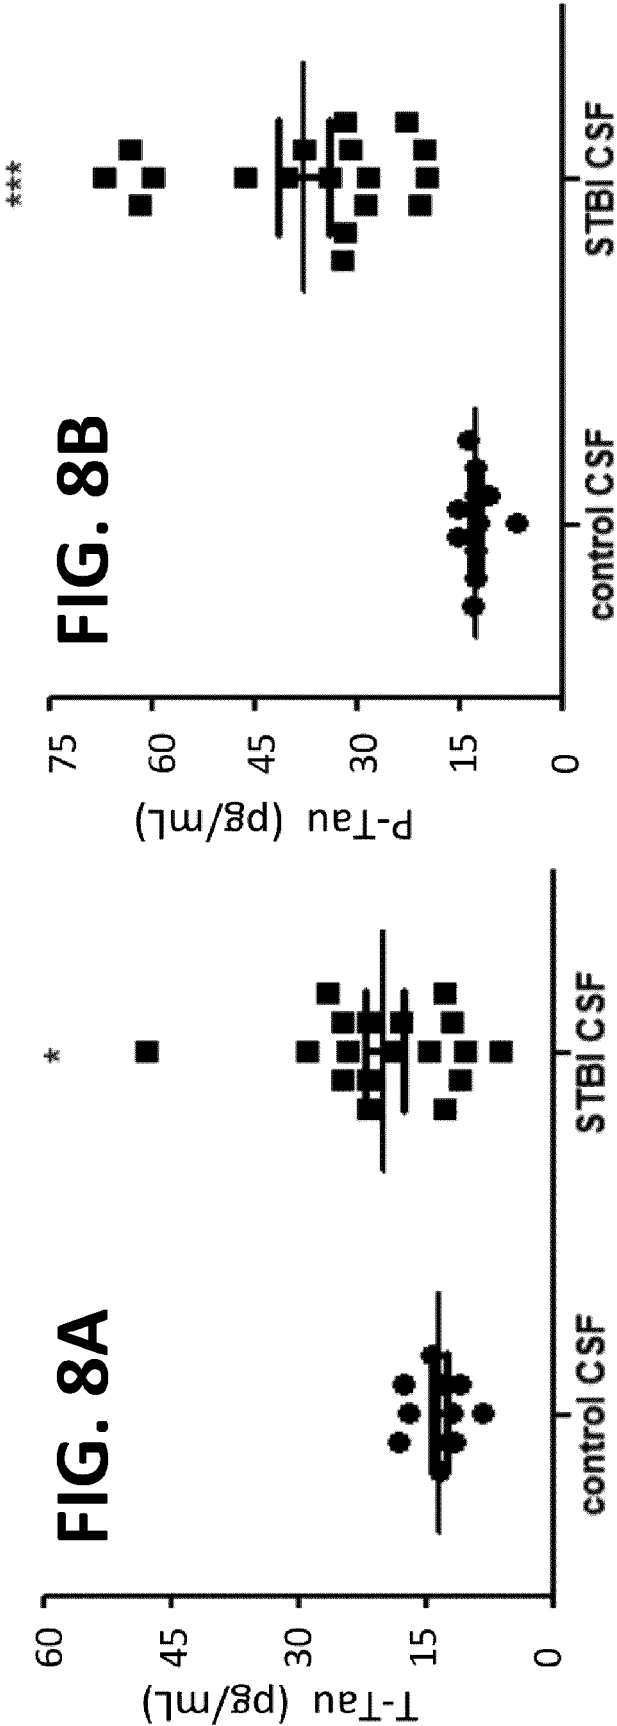 FIG. 8A
*
T-Tau (pg/mL)
60
45
30
15
0
control CSF
STBI CSF
FIG. 8B
***
P-Tau (pg/mL)
75
60
45
30
15
0
control CSF
STBI CSF